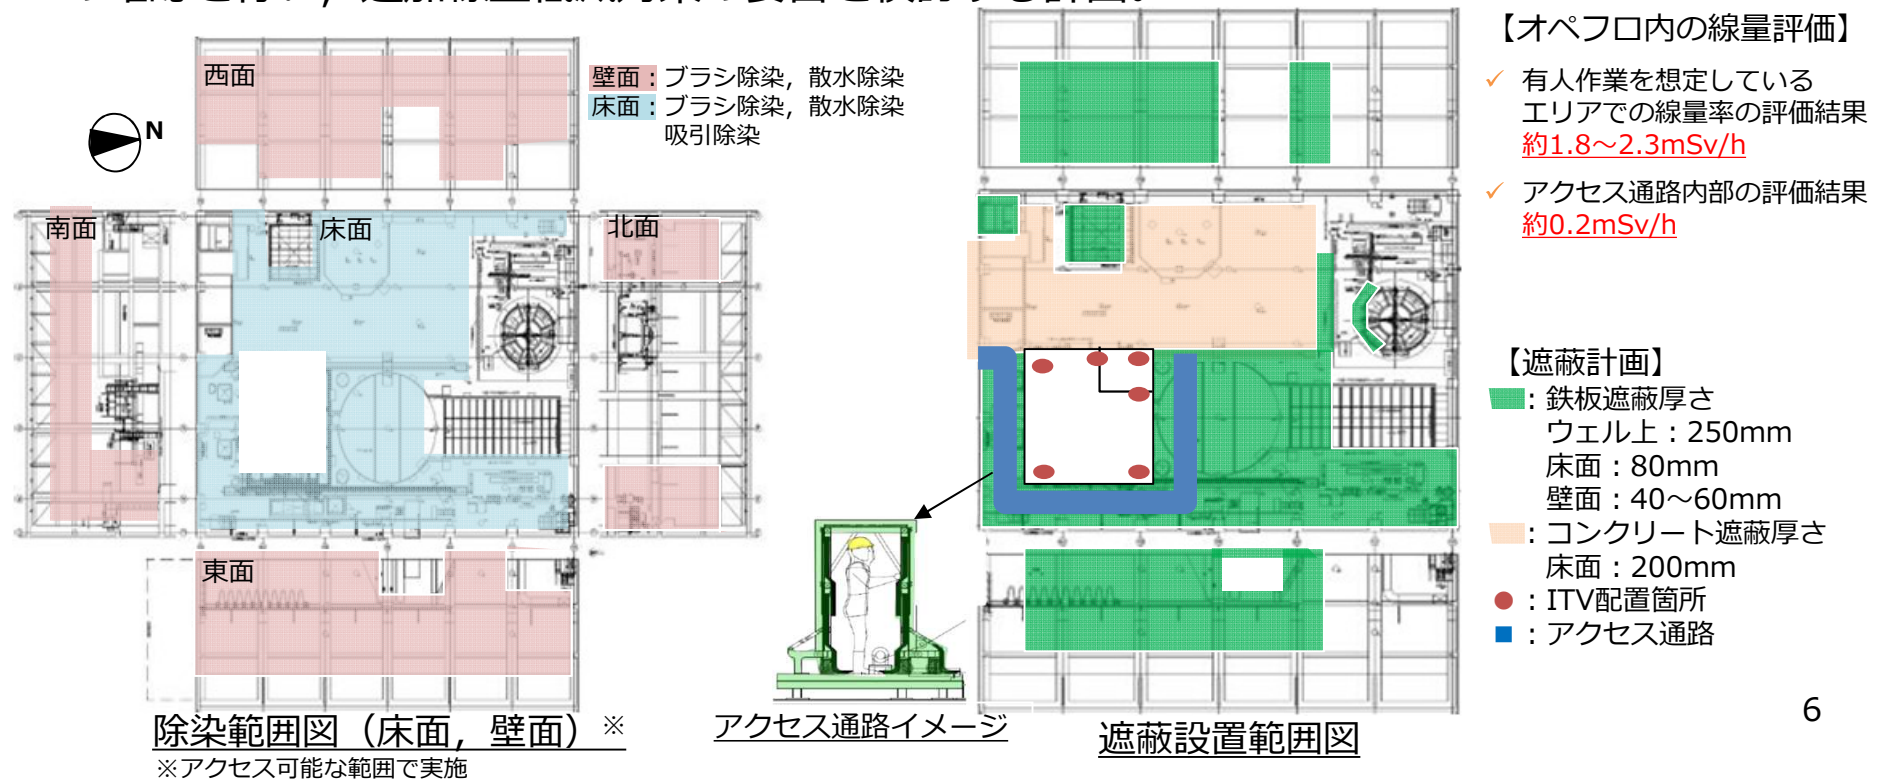 西面
壁面：ブラシ除染，散水除染
床面：ブラシ除染，散水除染
吸引除染
N
南面
床面
北面
東面
除染範囲図（床面，壁面）※
※アクセス可能な範囲で実施
アクセス通路イメージ
遮蔽設置範囲図
【オペフロ内の線量評価】
✓ 有人作業を想定している
エリアでの線量率の評価結果
約1.8～2.3mSv/h
✓ アクセス通路内部の評価結果
約0.2mSv/h
【遮蔽計画】
：鉄板遮蔽厚さ
ウェル上：250mm
床面：80mm
壁面：40～60mm
：コンクリート遮蔽厚さ
床面：200mm
：ITV配置箇所
：アクセス通路
6